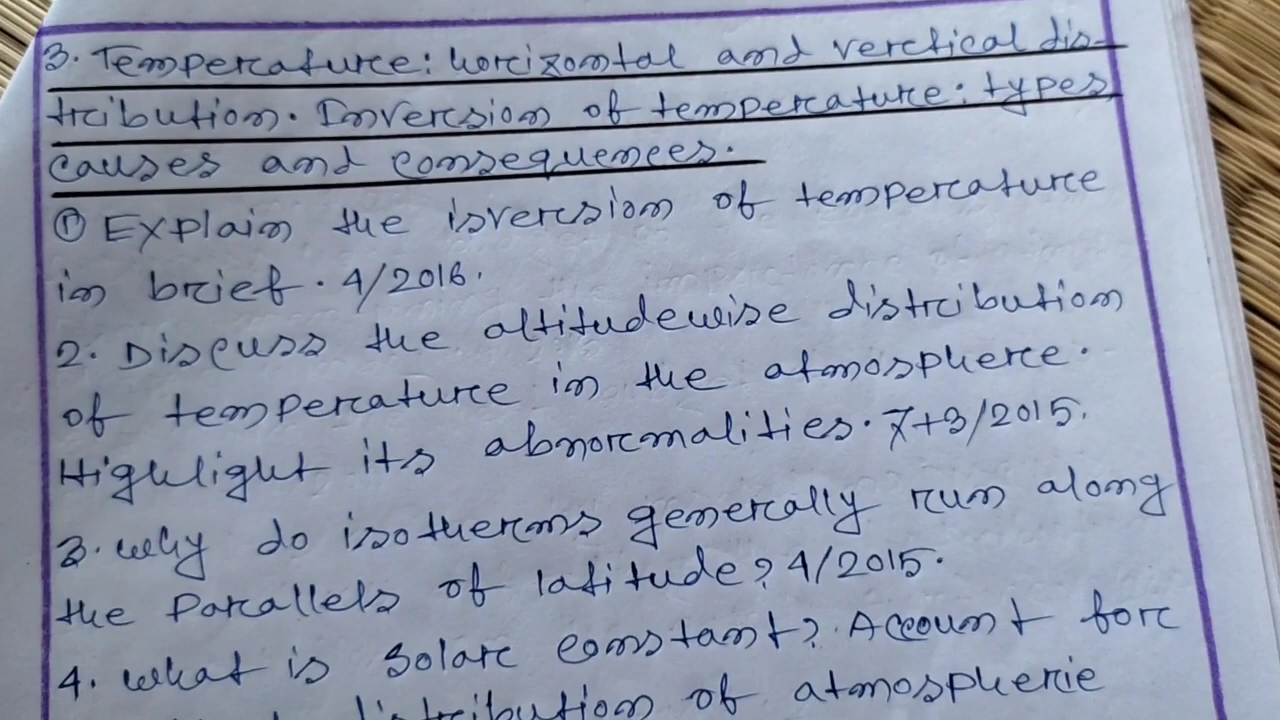 3. Temperature: horizontal and vertical dis-
tribution. Inversion of temperature: types,
causes and consequences.
① Explain the isversion of temperature
in brief. 4/2016.
2. Discuss the altitudewise distribution
of temperature in the atmosphere.
Highlight its abnormalities. 7+3/2015.
3. Why do isotherms generally run along
the Parallels of latitude? 4/2015.
4. What is Solar constant? Account for
distribution of atmospheric